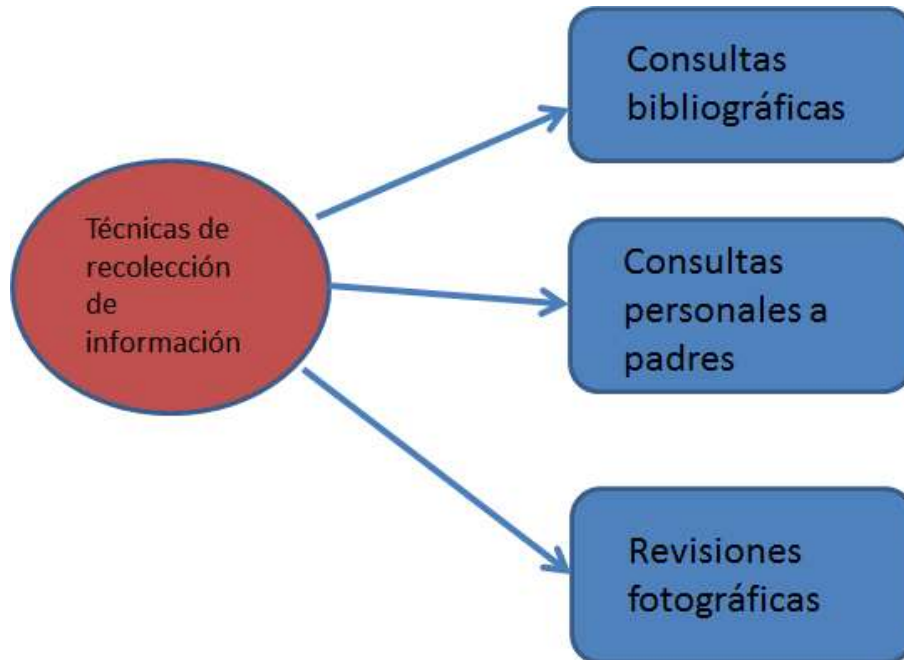 Técnicas de
recolección
de
información
Consultas
bibliográficas
Consultas
personales a
padres
Revisiones
fotográficas